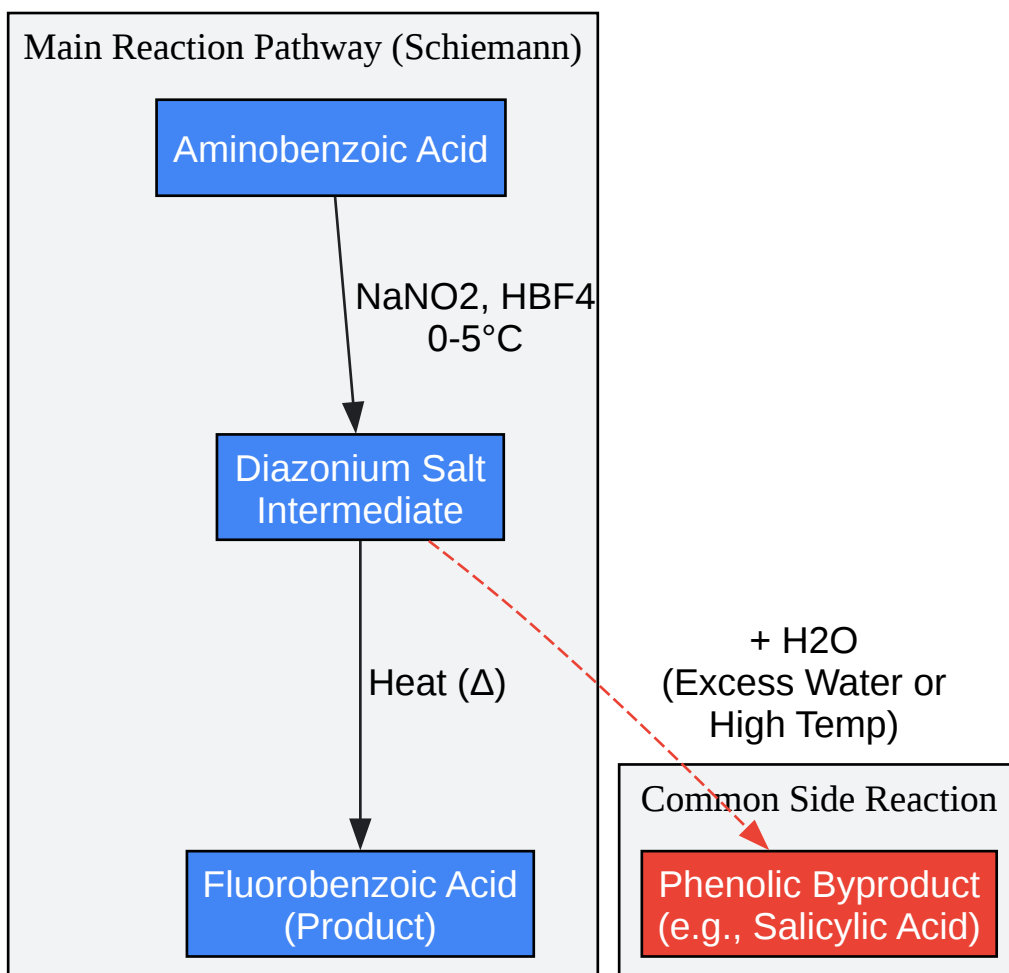 Main Reaction Pathway (Schiemann)
Aminobenzoic Acid
NaNO2, HBF4
0-5°C
Diazonium Salt
Intermediate
Heat (Δ)
+ H2O
(Excess Water or
High Temp)
Common Side Reaction
Fluorobenzoic Acid
(Product)
Phenolic Byproduct
(e.g., Salicylic Acid)